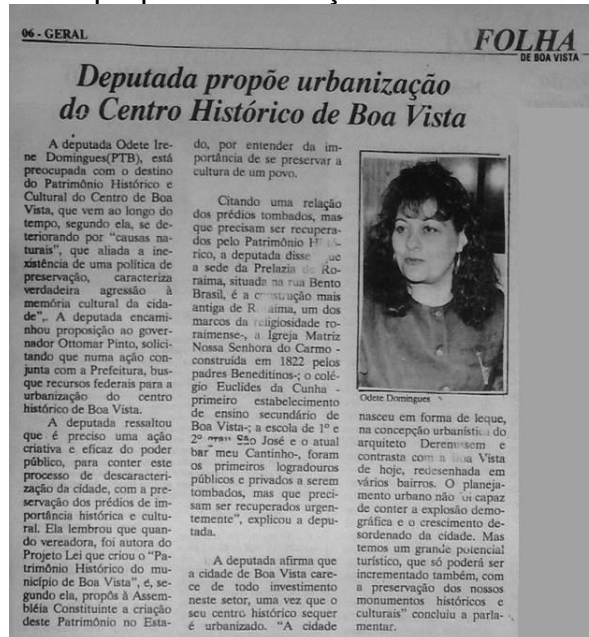 06 - GERAL
FOLHA
DE BOA VISTA
Deputada propõe urbanização
do Centro Histórico de Boa Vista
A deputada Odete Ire-
ne Domingues(PTB), está
preocupada com o destino
do Patrimônio Histórico e
Cultural do Centro de Boa
Vista, que vem ao longo do
tempo, segundo ela, se de-
teriorando por "causas na-
turais", que aliada a ine-
xistência de uma política de
preservação, caracteriza
verdadeira agressão à
memória cultural da cida-
de",. A deputada encami-
nhou proposição ao gover-
nador Ottomar Pinto, solici-
tando que numa ação con-
junta com a Prefeitura, bus-
que recursos federais para a
urbanização do centro
histórico de Boa Vista.
A deputada ressaltou
que é preciso uma ação
criativa e eficaz do poder
público, para conter este
processo de descaracteri-
zação da cidade, com a pre-
servação dos prédios de im-
portância histórica e cultu-
ral. Ela lembrou que quan-
do vereadora, foi autora do
Projeto Lei que criou o "Pa-
trimônio Histórico do mu-
nicípio de Boa Vista", é, se-
gundo ela, propôs à Assem-
bléia Constituinte a criação
deste Patrimônio no Esta-
do, por entender da im-
portância de se preservar a
cultura de um povo.
Citando uma relação
dos prédios tombados, mas
que precisam ser recupera-
dos pelo Patrimônio
rico, a deputada disse
a sede da Prelazia de Ro-
raima, situada na rua Bento
Brasil, é a construção mais
antiga de Roraima, um dos
marcos da religiosidade ro-
raimense-, a Igreja Matriz
Nossa Senhora do Carmo -
construída em 1822 pelos
padres Beneditinos-; o colé-
gio Euclides da Cunha -
primeiro estabelecimento
de ensino secundário de
Boa Vista-; a escola de 1º e
2º São José e o atual
bar meu Cantinho-, foram
os primeiros logradouros
públicos e privados a serem
tombados, mas que preci-
sam ser recuperados urgen-
temente", explicou a depu-
tada.
A deputada afirma que
a cidade de Boa Vista care-
ce de todo investimento
neste setor, uma vez que o
seu centro histórico sequer
é urbanizado. "A cidade
Odete Domingues
nasceu em forma de leque,
na concepção urbanística do
arquiteto Derenussem e
contrasta com a Boa Vista
de hoje, redesenhada em
vários bairros. O planeja-
mento urbano não foi capaz
de conter a explosão demo-
gráfica e o crescimento de-
sordenado da cidade. Mas
temos um grande potencial
turístico, que só poderá ser
incrementado também, com
a preservação dos nossos
monumentos históricos e
culturais" concluiu a parla-
mentar.